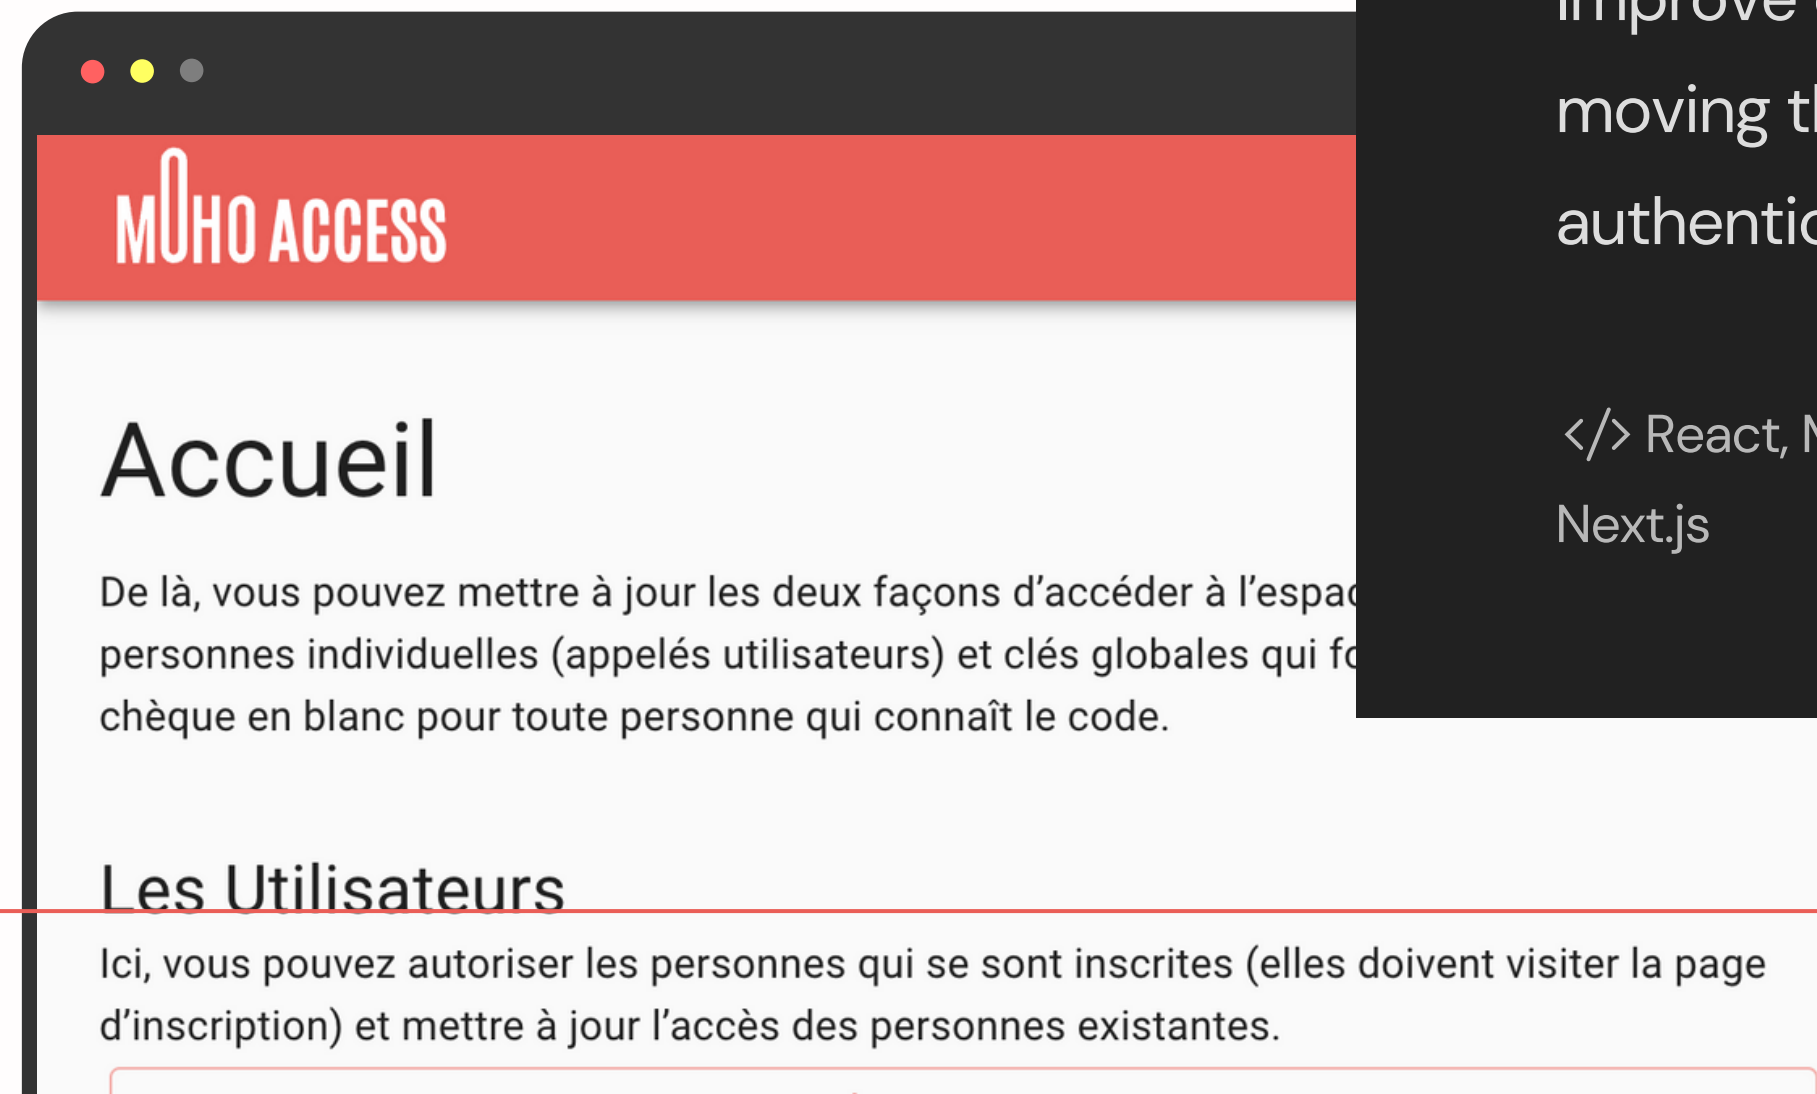 MOHO ACCESS
Accueil
De là, vous pouvez mettre à jour les deux façons d’accéder à
personnes individuelles (appelés utilisateurs) et clés globales qui
chèque en blanc pour toute personne qui connaît le code.
Les Utilisateurs
Ici, vous pouvez autoriser les personnes qui se sont inscrites (elles doivent visiter la page
d’inscription) et mettre à jour l’accès des personnes existantes.
improve
moving
</> React,
Next.js